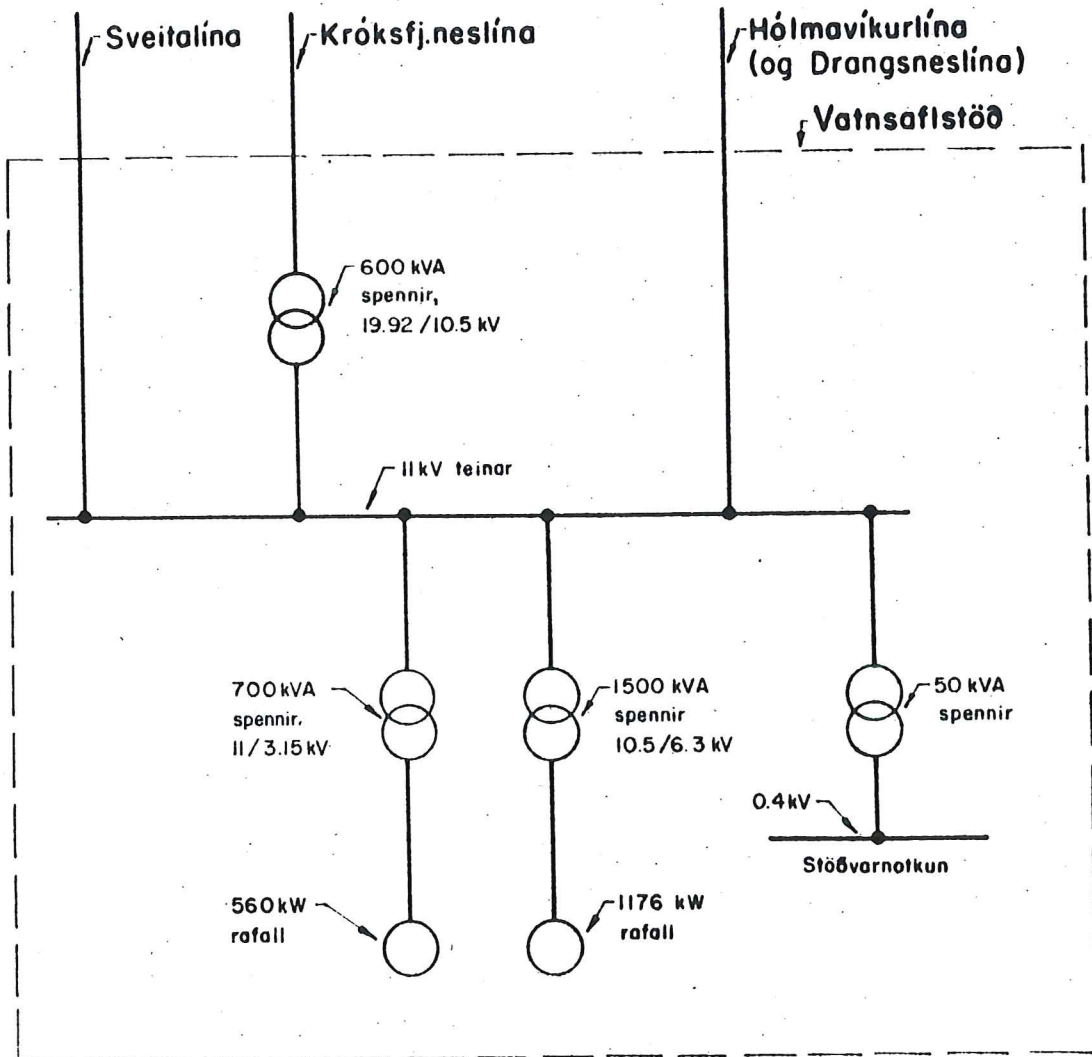 Sveitalína
Króksfj.neslína
Hólmavíkurlína
(og Drangsneslína)
Vatnsaflstöð
600 kVA
spennir,
19.92/10.5 kV
11kV teinar
700 kVA
spennir.
11/3.15 kV
1500 kVA
spennir
10.5/6.3 kV
50 kVA
spennir
0.4 kV
Stöðvarnotkun
560 kW
rafall
1176 kW
rafall